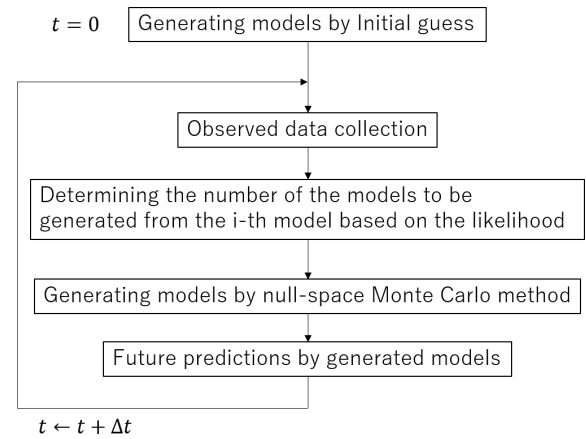 t = 0
Generating models by Initial guess
Observed data collection
Determining the number of the models to be
generated from the i-th model based on the likelihood
Generating models by null-space Monte Carlo method
Future predictions by generated models
t ← t + Δt